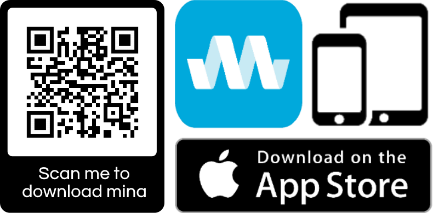 Scan me to
download mina
Download on the
App Store